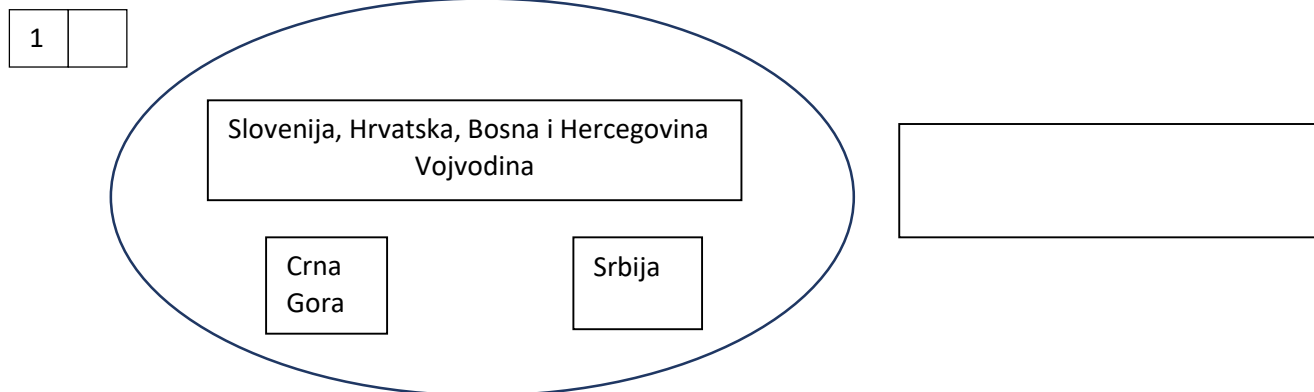 1
Slovenija, Hrvatska, Bosna i Hercegovina
Vojvodina
Crna
Gora
Srbija